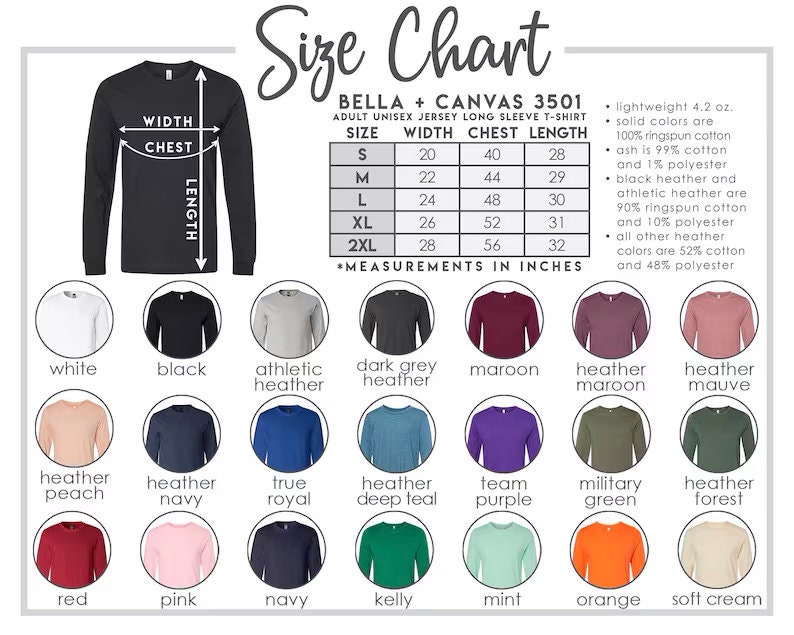 Size Chart
WIDTH
CHEST
LENGTH
BELLA + CANVAS 3501
ADULT UNISEX JERSEY LONG SLEEVE T-SHIRT
SIZE WIDTH CHEST LENGTH
S 20 40 28
M 22 44 29
L 24 48 30
XL 26 52 31
2XL 28 56 32
*MEASUREMENTS IN INCHES
• lightweight 4.2 oz.
• solid colors are
100% ringspun cotton
• ash is 99% cotton
and 1% polyester
• black heather and
athletic heather are
90% ringspun cotton
and 10% polyester
• all other heather
colors are 52% cotton
and 48% polyester
white
black
athletic
heather
dark grey
heather
maroon
heather
maroon
heather
mauve
heather
peach
heather
navy
true
royal
heather
deep teal
team
purple
military
green
heather
forest
red
pink
navy
kelly
mint
orange
soft cream